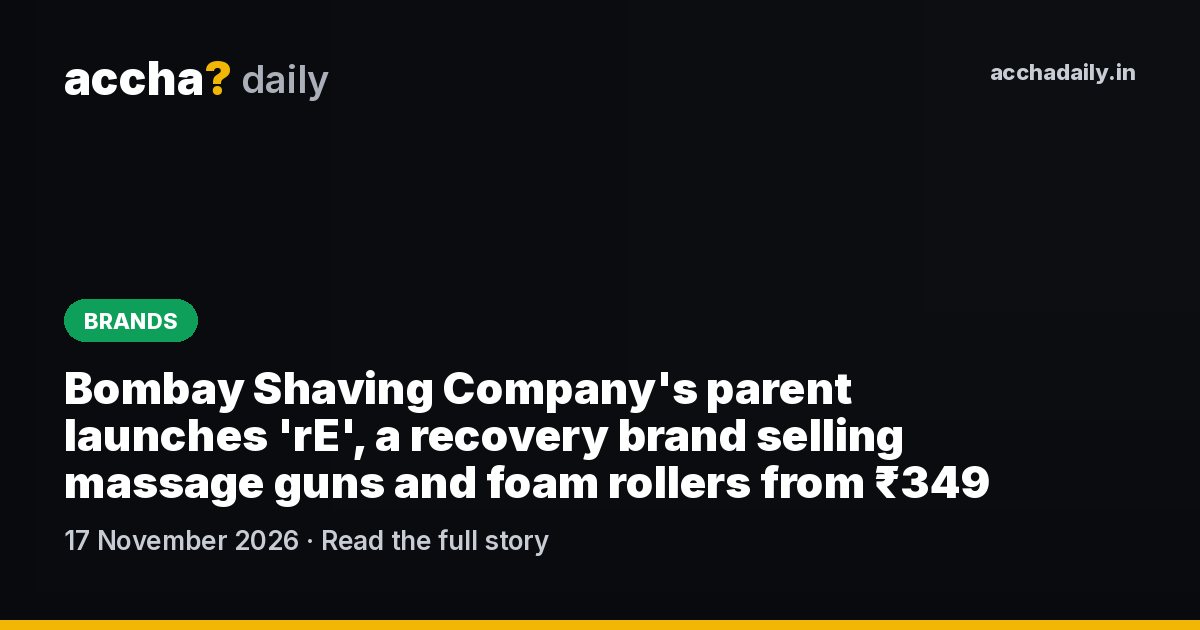 accha? daily
acchadaily.in
BRANDS
Bombay Shaving Company's parent
launches 'rE', a recovery brand selling
massage guns and foam rollers from ₹349
17 November 2026 · Read the full story